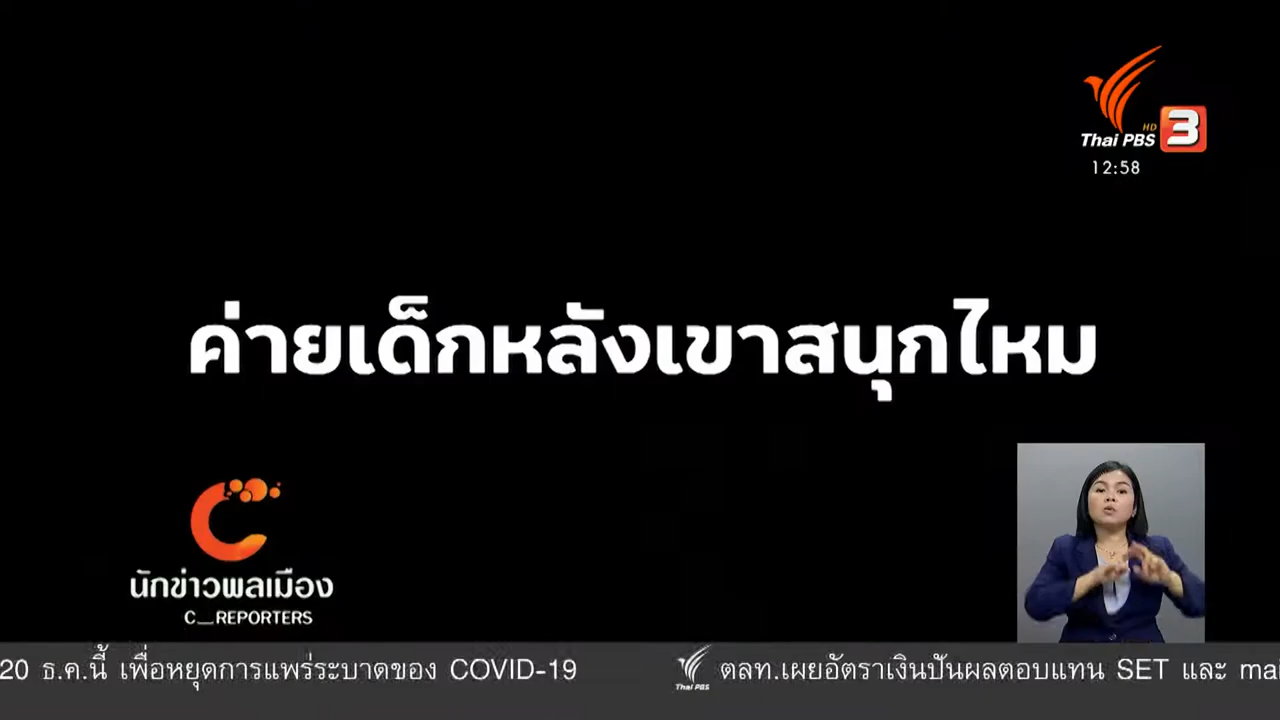 HD
Thai PBS 3
12:58
ค่ายเด็กหลังเขาสนุกไหม
นักข่าวพลเมือง
C_REPORTERS
20 ธ.ค.นี้ เพื่อหยุดการแพร่ระบาดของ COVID-19
Thai PBS
ตลท.เผยอัตราเงินปันผลตอบแทน SET และ mai